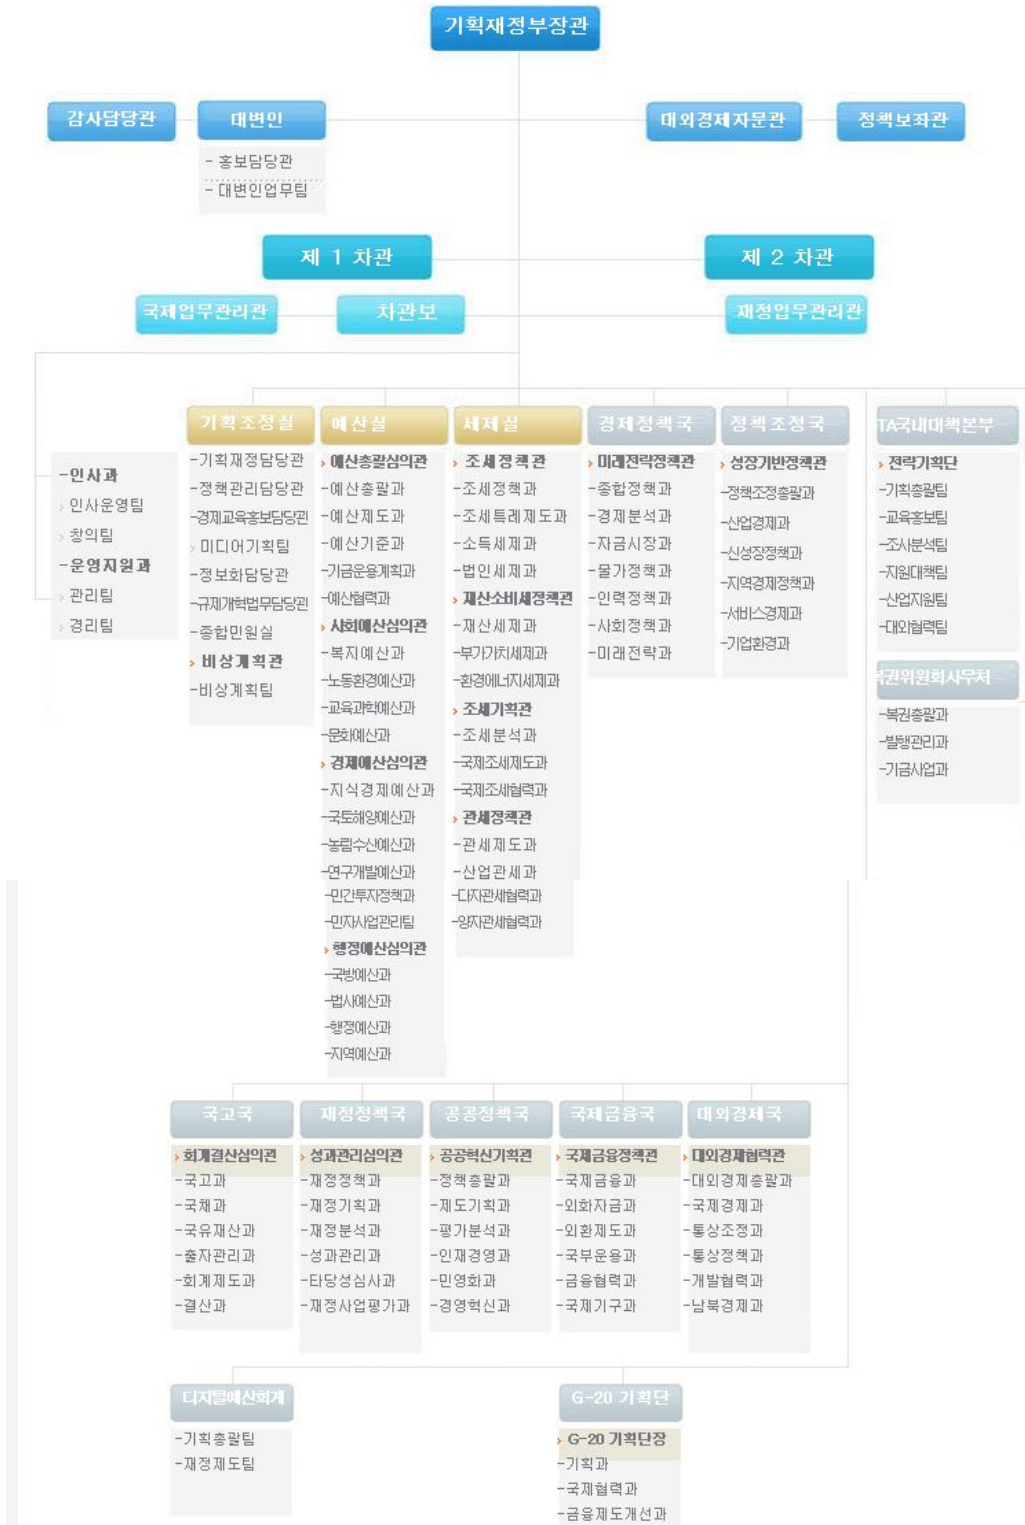 기획재정부장관
감사담당관
대변인
대외경제자문관
정책보좌관
- 홍보담당관
- 대변인업무팀
제 1 차관
제 2 차관
국제업무관리관
차관보
재정업무관리관
-인사과
› 인사운영팀
› 창의팀
-운영지원과
› 관리팀
› 경리팀
기획조정실
-기획재정담당관
-정책관리담당관
-경제교육홍보담당관
› 미디어기획팀
-정보화담당관
-규제개혁법무담당관
-종합민원실
› 비상계획관
-비상계획팀
예산실
› 예산총괄심의관
-예산총괄과
-예산제도과
-예산기준과
-기금운용계획과
-예산협력과
› 사회예산심의관
-복지예산과
-노동환경예산과
-교육과학예산과
-문화예산과
› 경제예산심의관
-지식경제예산과
-국토해양예산과
-농림수산예산과
-연구개발예산과
-민간투자정책과
-민자사업관리팀
› 행정예산심의관
-국방예산과
-법사예산과
-행정예산과
-지역예산과
세제실
› 조세정책관
-조세정책과
-조세특례제도과
-소득세제과
-법인세제과
› 재산소비세정책관
-재산세제과
-부가가치세제과
-환경에너지세제과
› 조세기획관
-조세분석과
-국제조세제도과
-국제조세협력과
› 관세정책관
-관세제도과
-산업관세과
-다자관세협력과
-양자관세협력과
경제정책국
› 미래전략정책관
-종합정책과
-경제분석과
-자금시장과
-물가정책과
-인력정책과
-사회정책과
-미래전략과
정책조정국
› 성장기반정책관
-정책조정총괄과
-산업경제과
-신성장정책과
-지역경제정책과
-서비스경제과
-기업환경과
TA국내대책본부
› 전략기획단
-기획총괄팀
-교육홍보팀
-조사분석팀
-지원대책팀
-산업지원팀
-대외협력팀
복권위원회사무처
-복권총괄과
-발행관리과
-기금사업과
국고국
› 회계결산심의관
-국고과
-국채과
-국유재산과
-출자관리과
-회계제도과
-결산과
재정정책국
› 성과관리심의관
-재정정책과
-재정기획과
-재정분석과
-성과관리과
-타당성심사과
-재정사업평가과
공공정책국
› 공공혁신기획관
-정책총괄과
-제도기획과
-평가분석과
-인재경영과
-민영화과
-경영혁신과
국제금융국
› 국제금융정책관
-국제금융과
-외화자금과
-외환제도과
-국부운용과
-금융협력과
-국제기구과
대외경제국
› 대외경제협력관
-대외경제총괄과
-국제경제과
-통상조정과
-통상정책과
-개발협력과
-남북경제과
디지털예산회계
-기획총괄팀
-재정제도팀
G-20 기획단
› G-20 기획단장
-기획과
-국제협력과
-금융제도개선과